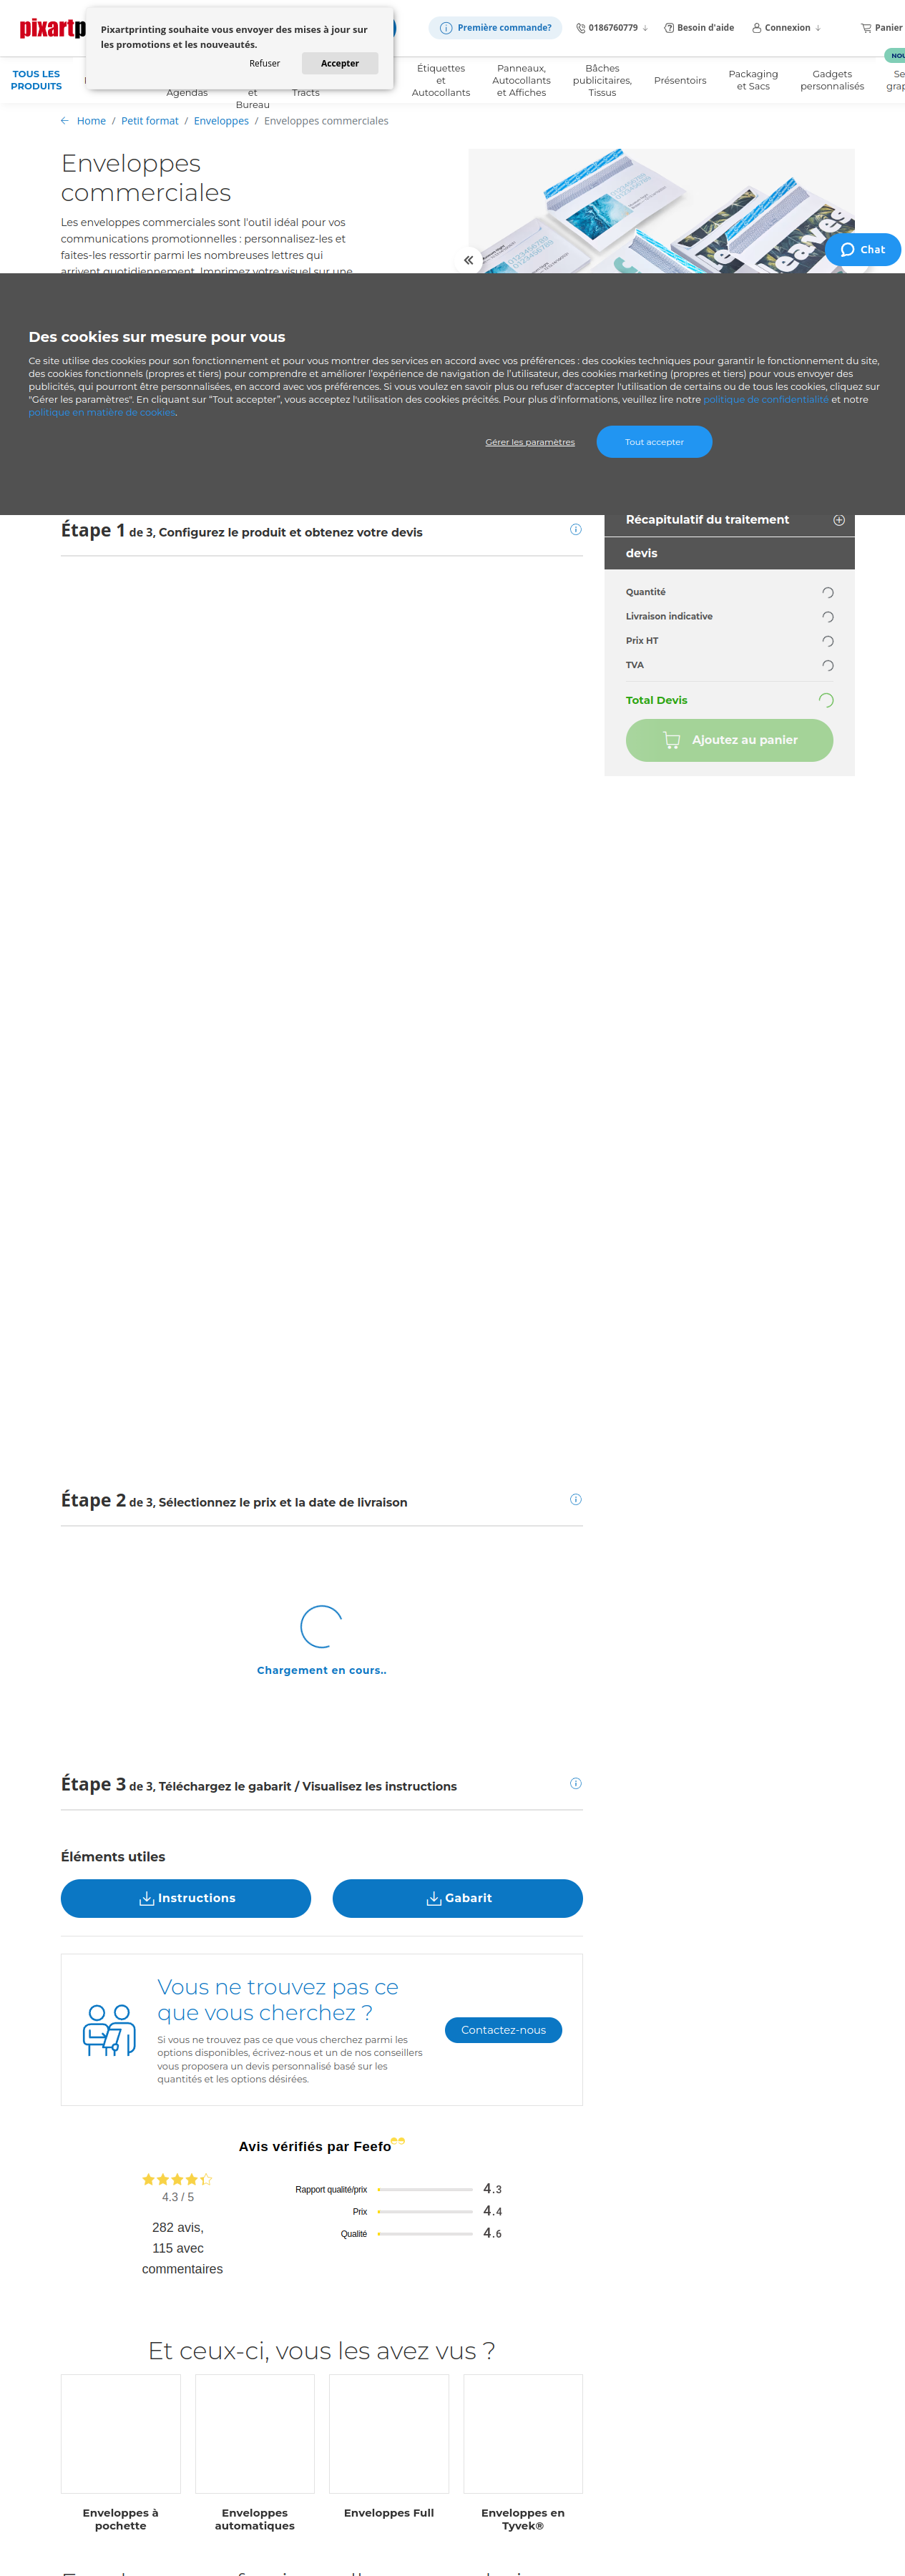 pixartp
Pixartprinting souhaite vous envoyer des mises à jour sur
les promotions et les nouveautés.
Refuser
Accepter
Première commande?
0186760779
Besoin d'aide
Connexion
Panier
TOUS LES
PRODUITS
Agendas
et
Bureau
Tracts
Étiquettes
et
Autocollants
Panneaux,
Autocollants
et Affiches
Bâches
publicitaires,
Tissus
Présentoirs
Packaging
et Sacs
Gadgets
personnalisés
Home / Petit format / Enveloppes / Enveloppes commerciales
Enveloppes
commerciales
Les enveloppes commerciales sont l'outil idéal pour vos
communications promotionnelles : personnalisez-les et
faites-les ressortir parmi les nombreuses lettres qui
arrivent quotidiennement. Imprimez votre visuel sur une
Chat
Des cookies sur mesure pour vous
Ce site utilise des cookies pour son fonctionnement et pour vous montrer des services en accord avec vos préférences : des cookies techniques pour garantir le fonctionnement du site,
des cookies fonctionnels (propres et tiers) pour comprendre et améliorer l’expérience de navigation de l’utilisateur, des cookies marketing (propres et tiers) pour vous envoyer des
publicités, qui pourront être personnalisées, en accord avec vos préférences. Si vous voulez en savoir plus ou refuser d'accepter l'utilisation de certains ou de tous les cookies, cliquez sur
"Gérer les paramètres". En cliquant sur “Tout accepter”, vous acceptez l'utilisation des cookies précités. Pour plus d'informations, veuillez lire notre politique de confidentialité et notre
politique en matière de cookies.
Gérer les paramètres
Tout accepter
Étape 1 de 3, Configurez le produit et obtenez votre devis
Récapitulatif du traitement
devis
Quantité
Livraison indicative
Prix HT
TVA
Total Devis
Ajoutez au panier
Étape 2 de 3, Sélectionnez le prix et la date de livraison
Chargement en cours..
Étape 3 de 3, Téléchargez le gabarit / Visualisez les instructions
Éléments utiles
Instructions
Gabarit
Vous ne trouvez pas ce
que vous cherchez ?
Si vous ne trouvez pas ce que vous cherchez parmi les
options disponibles, écrivez-nous et un de nos conseillers
vous proposera un devis personnalisé basé sur les
quantités et les options désirées.
Contactez-nous
Avis vérifiés par Feefo
4.3 / 5
282 avis,
115 avec
commentaires
Rapport qualité/prix 4.3
Prix 4.4
Qualité 4.6
Et ceux-ci, vous les avez vus ?
Enveloppes à
pochette
Enveloppes
automatiques
Enveloppes Full
Enveloppes en
Tyvek®